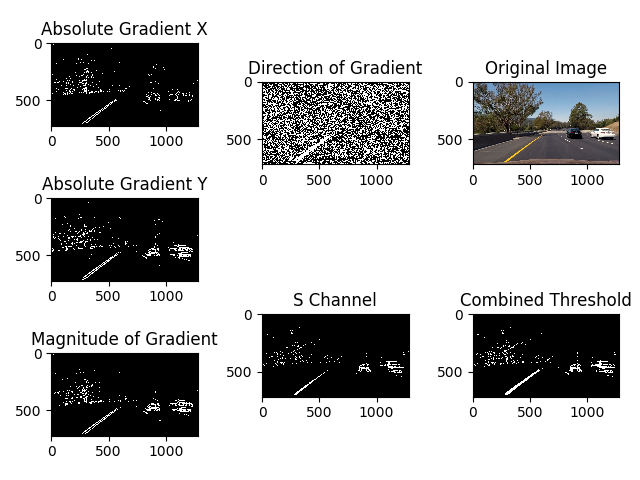 Absolute Gradient X
0
500
0 500 1000
Absolute Gradient Y
0
500
0 500 1000
Magnitude of Gradient
0
500
0 500 1000
Direction of Gradient
0
500
0 500 1000
S Channel
0
500
0 500 1000
Original Image
0
500
0 500 1000
Combined Threshold
0
500
0 500 1000